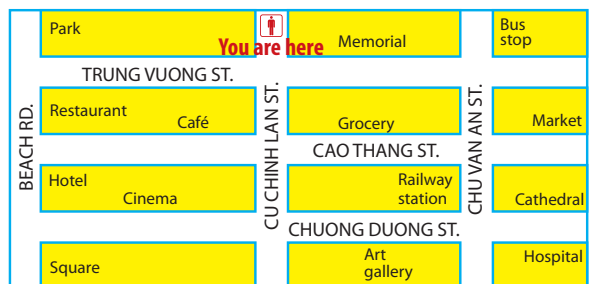 Park
You are here
Memorial
Bus
stop
TRUNG VUONG ST.
BEACH RD.
Restaurant
Café
CU CHINH LAN ST.
Grocery
CHU VAN AN ST.
Market
CAO THANG ST.
Hotel
Cinema
Railway
station
Cathedral
CHUONG DUONG ST.
Square
Art
gallery
Hospital